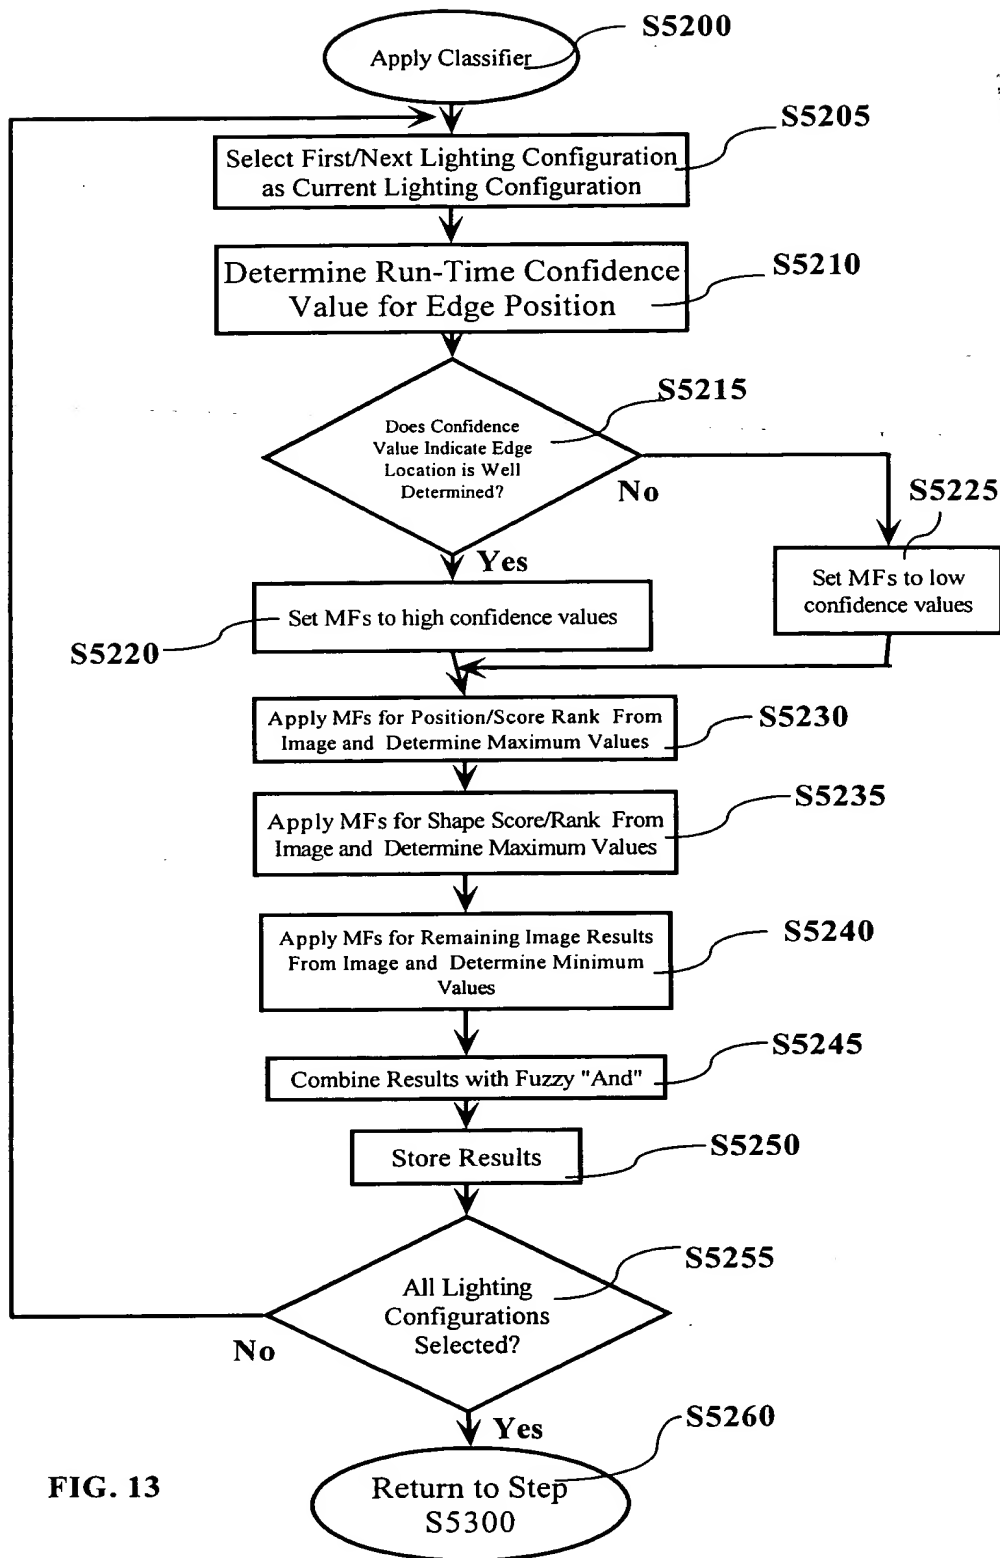 S5200
Apply Classifier
S5205
Select First/Next Lighting Configuration
as Current Lighting Configuration
S5210
Determine Run-Time Confidence
Value for Edge Position
S5215
Does Confidence
Value Indicate Edge
Location is Well
Determined?
No
S5225
Yes
Set MFs to low
confidence values
Set MFs to high confidence values
S5220
Apply MFs for Position/Score Rank From
Image and Determine Maximum Values
S5230
S5235
Apply MFs for Shape Score/Rank From
Image and Determine Maximum Values
S5240
Apply MFs for Remaining Image Results
From Image and Determine Minimum
Values
S5245
Combine Results with Fuzzy "And"
S5250
Store Results
S5255
All Lighting
Configurations
Selected?
No
S5260
Yes
Return to Step
S5300
FIG. 13